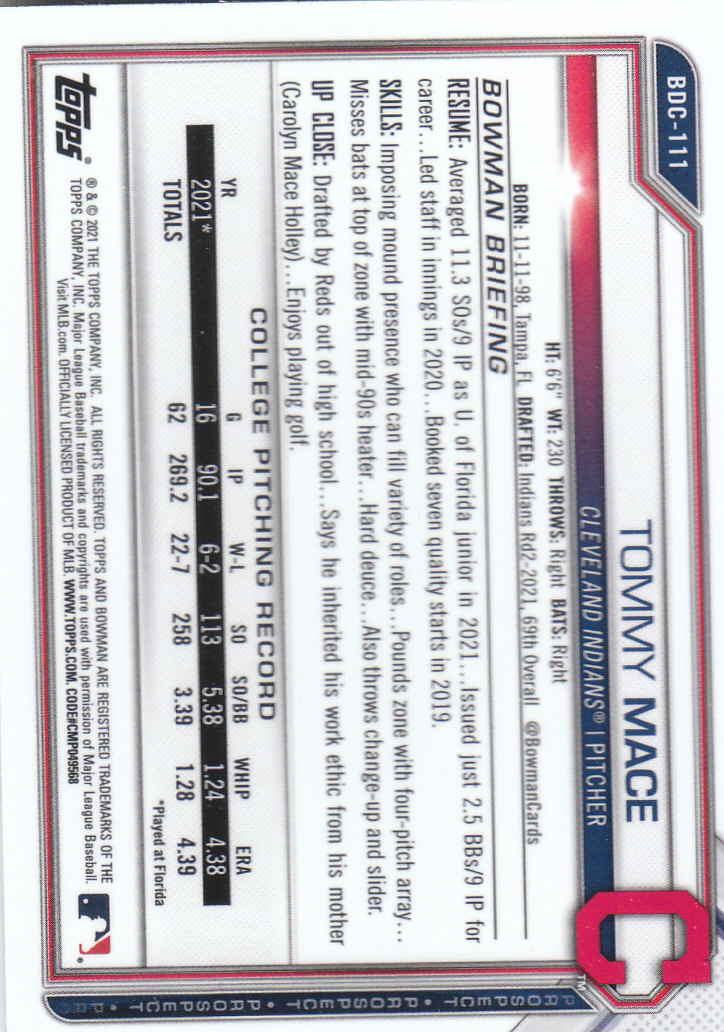 BDC-111
TOMMY MACE
CLEVELAND INDIANS® | PITCHER
C™
HT: 6'6" WT: 230 THROWS: Right BATS: Right
BORN: 11-11-98, Tampa, FL DRAFTED: Indians Rd2-2021, 69th Overall @BowmanCards
BOWMAN BRIEFING
RESUME: Averaged 11.3 SOs/9 IP as U. of Florida junior in 2021...Issued just 2.5 BBs/9 IP for
career...Led staff in innings in 2020...Booked seven quality starts in 2019.
SKILLS: Imposing mound presence who can fill variety of roles...Pounds zone with four-pitch array...
Misses bats at top of zone with mid-90s heater...Hard deuce...Also throws change-up and slider.
UP CLOSE: Drafted by Reds out of high school...Says he inherited his work ethic from his mother
(Carolyn Mace Holley)...Enjoys playing golf.
COLLEGE PITCHING RECORD
YR G IP W-L SO SO/BB WHIP ERA
2021* 16 90.1 6-2 113 5.38 1.24 4.38
TOTALS 62 269.2 22-7 258 3.39 1.28 4.39
*Played at Florida
topps®
® & © 2021 THE TOPPS COMPANY, INC. ALL RIGHTS RESERVED. TOPPS AND BOWMAN ARE REGISTERED TRADEMARKS OF THE
TOPPS COMPANY, INC. Major League Baseball trademarks and copyrights are used with permission of Major League Baseball.
Visit MLB.com. OFFICIALLY LICENSED PRODUCT OF MLB. WWW.TOPPS.COM. CODE#CMP049568
PROSPECT • PROSPECT • PROSPECT • P